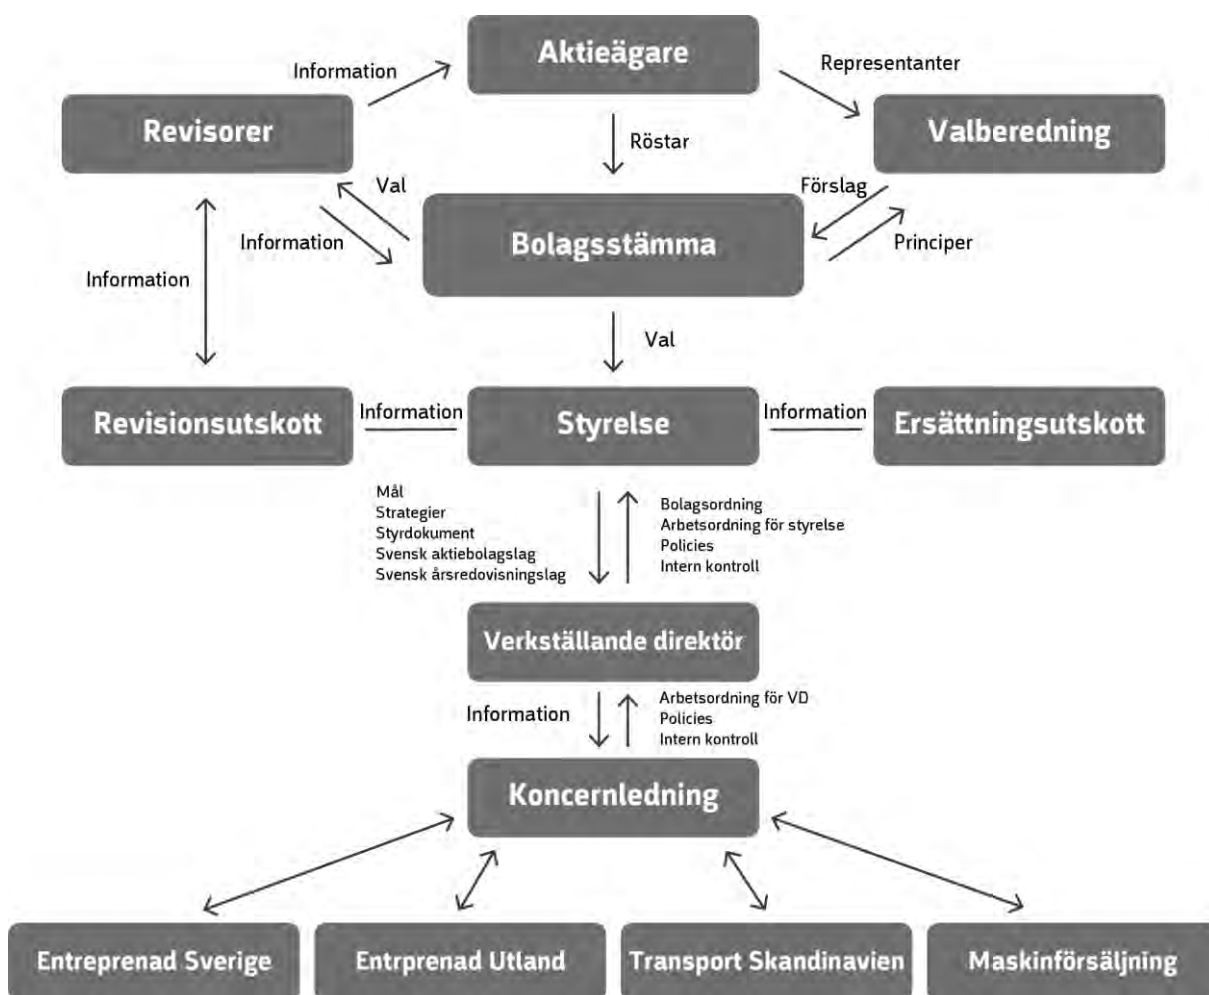 Aktieägare
Information
Representanter
Revisorer
Valberedning
Röstar
Val
Förslag
Bolagsstämma
Information
Principer
Information
Val
Revisionsutskott
Information
Styrelse
Information
Ersättningsutskott
Mål
Strategier
Styrdokument
Svensk aktiebolagslag
Svensk årsredovisningslag
Bolagsordning
Arbetsordning för styrelse
Policies
Intern kontroll
Verkställande direktör
Information
Arbetsordning för VD
Policies
Intern kontroll
Koncernledning
Entreprenad Sverige
Entrprenad Utland
Transport Skandinavien
Maskinförsäljning